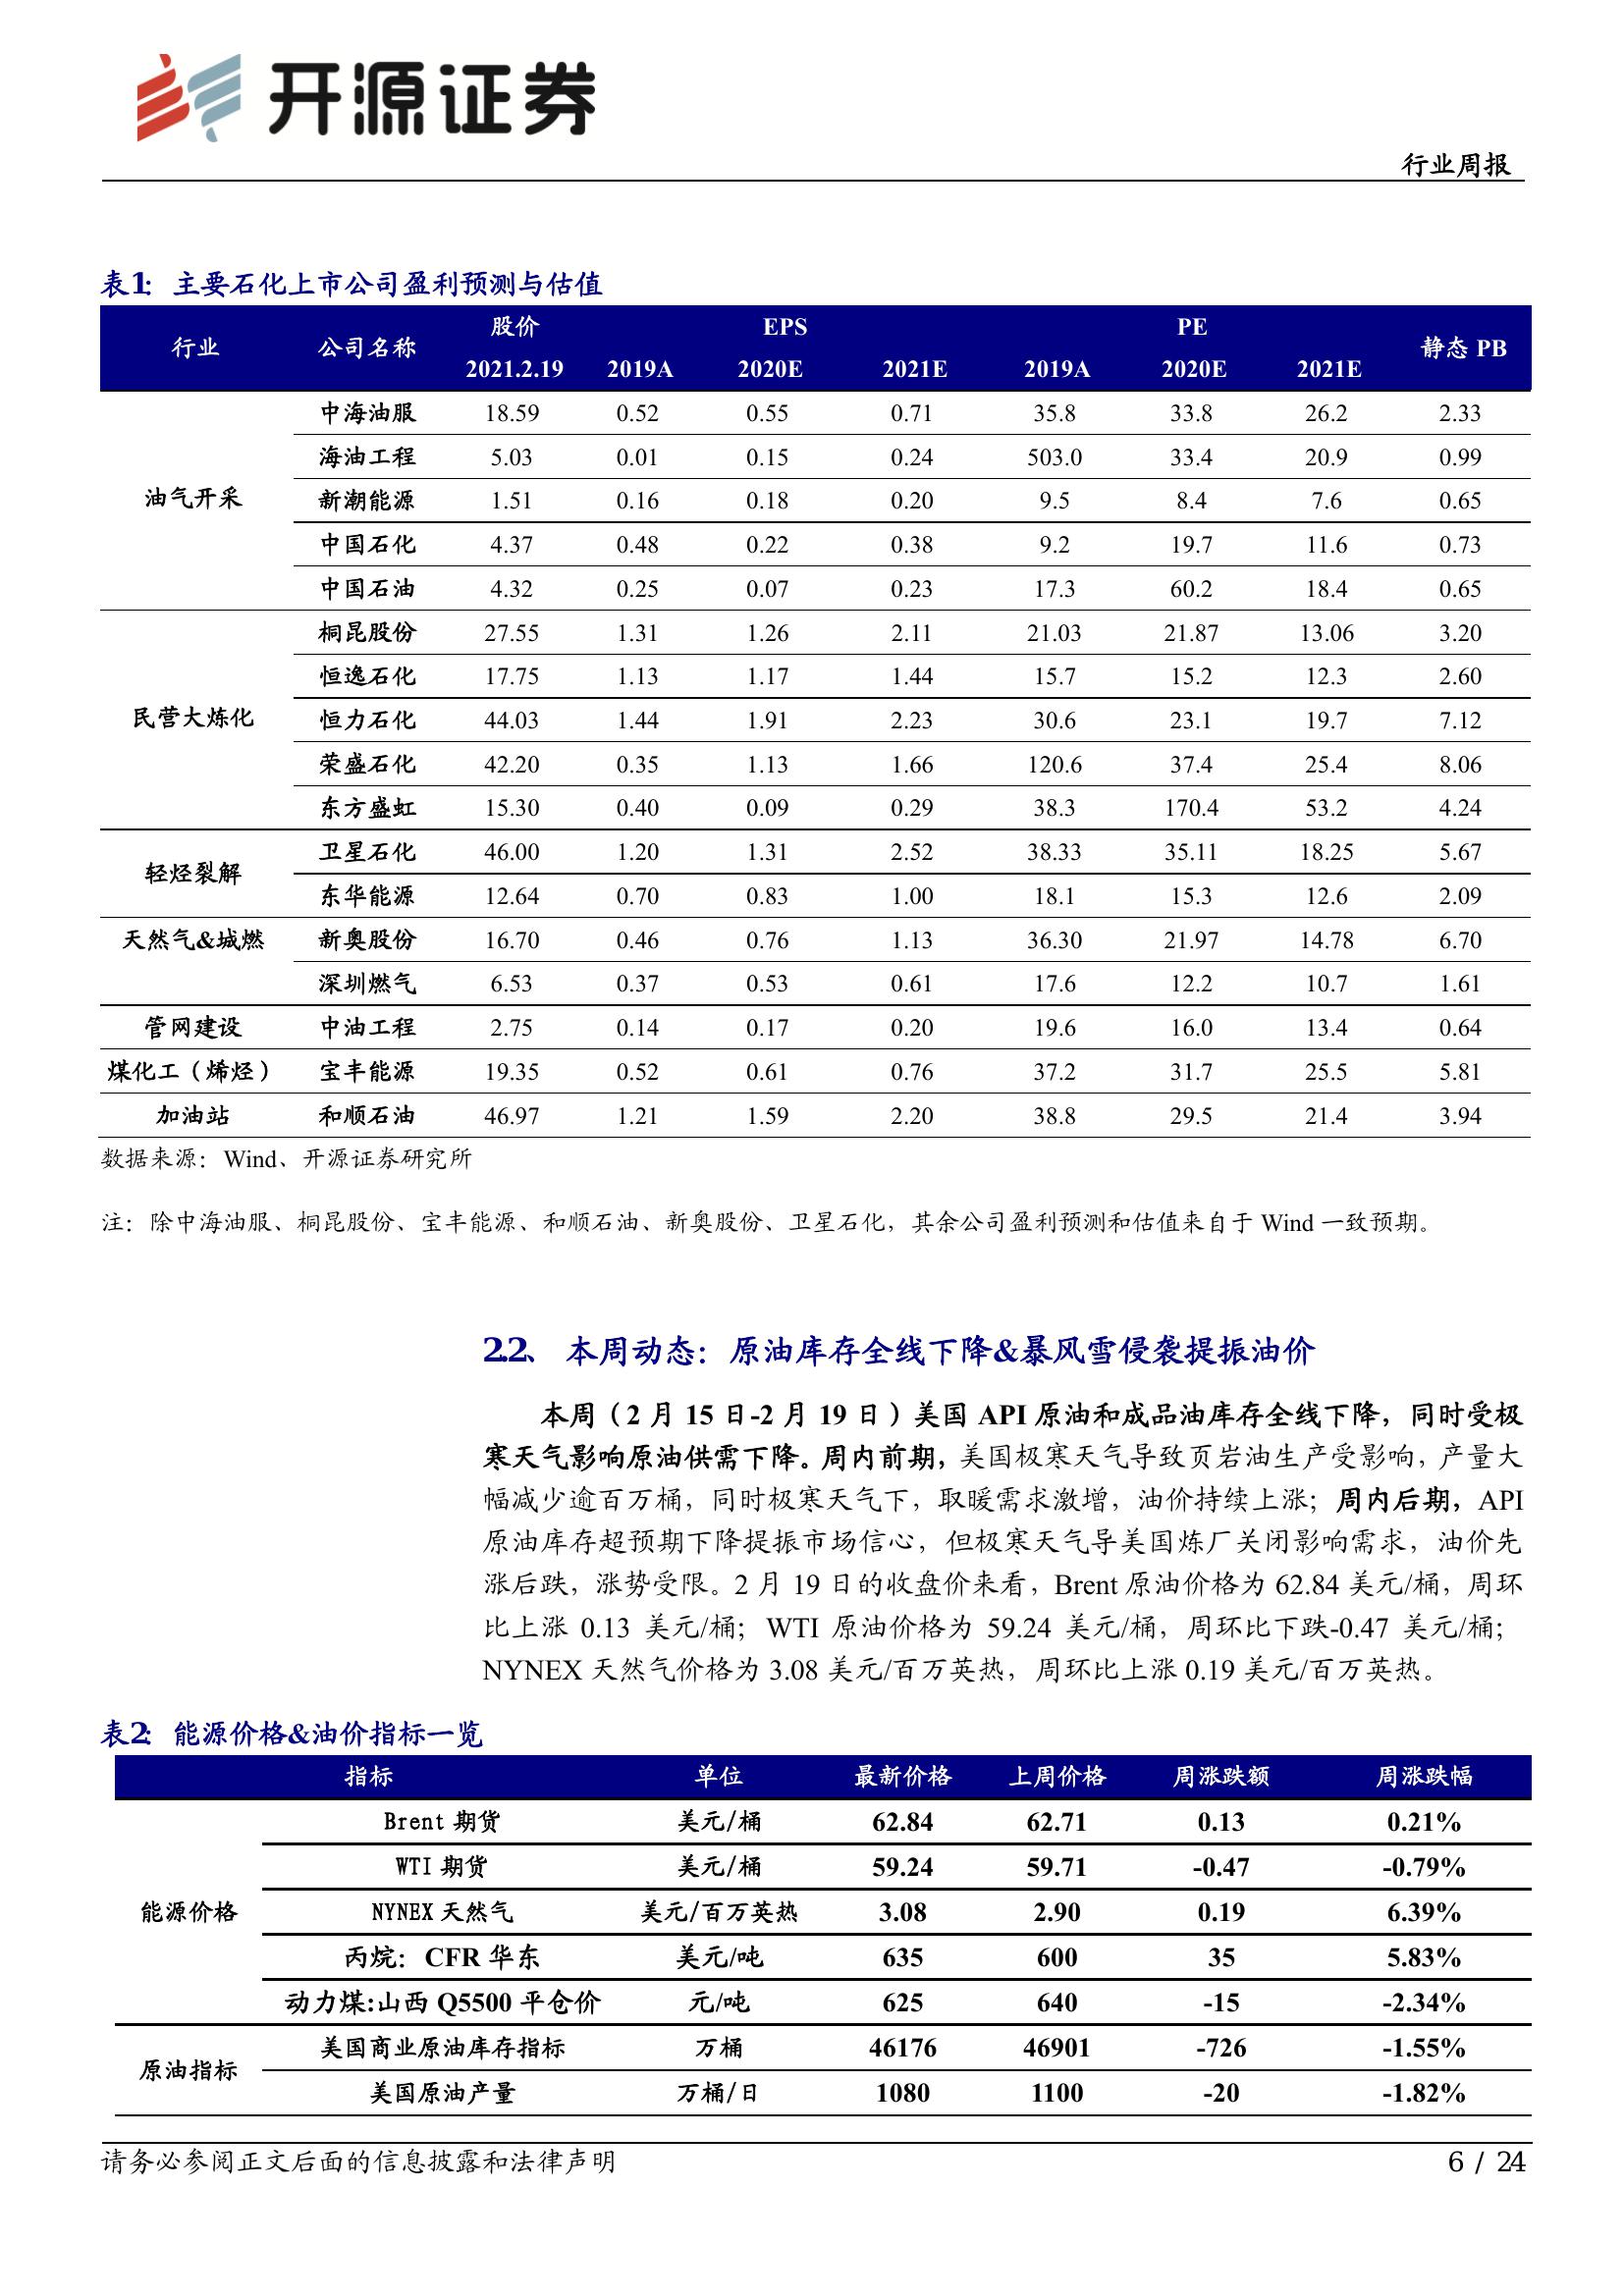 开源证券
行业周报
表1：主要石化上市公司盈利预测与估值
行业 公司名称 股价 EPS PE 静态 PB
2021.2.19 2019A 2020E 2021E 2019A 2020E 2021E
油气开采 中海油服 18.59 0.52 0.55 0.71 35.8 33.8 26.2 2.33
海油工程 5.03 0.01 0.15 0.24 503.0 33.4 20.9 0.99
新潮能源 1.51 0.16 0.18 0.20 9.5 8.4 7.6 0.65
中国石化 4.37 0.48 0.22 0.38 9.2 19.7 11.6 0.73
中国石油 4.32 0.25 0.07 0.23 17.3 60.2 18.4 0.65
民营大炼化 桐昆股份 27.55 1.31 1.26 2.11 21.03 21.87 13.06 3.20
恒逸石化 17.75 1.13 1.17 1.44 15.7 15.2 12.3 2.60
恒力石化 44.03 1.44 1.91 2.23 30.6 23.1 19.7 7.12
荣盛石化 42.20 0.35 1.13 1.66 120.6 37.4 25.4 8.06
东方盛虹 15.30 0.40 0.09 0.29 38.3 170.4 53.2 4.24
轻烃裂解 卫星石化 46.00 1.20 1.31 2.52 38.33 35.11 18.25 5.67
东华能源 12.64 0.70 0.83 1.00 18.1 15.3 12.6 2.09
天然气&城燃 新奥股份 16.70 0.46 0.76 1.13 36.30 21.97 14.78 6.70
深圳燃气 6.53 0.37 0.53 0.61 17.6 12.2 10.7 1.61
管网建设 中油工程 2.75 0.14 0.17 0.20 19.6 16.0 13.4 0.64
煤化工（烯烃） 宝丰能源 19.35 0.52 0.61 0.76 37.2 31.7 25.5 5.81
加油站 和顺石油 46.97 1.21 1.59 2.20 38.8 29.5 21.4 3.94
数据来源：Wind、开源证券研究所
注：除中海油服、桐昆股份、宝丰能源、和顺石油、新奥股份、卫星石化，其余公司盈利预测和估值来自于 Wind 一致预期。
2.2、 本周动态：原油库存全线下降&暴风雪侵袭提振油价
本周（2 月 15 日-2 月 19 日）美国 API 原油和成品油库存全线下降，同时受极
寒天气影响原油供需下降。周内前期，美国极寒天气导致页岩油生产受影响，产量大
幅减少逾百万桶，同时极寒天气下，取暖需求激增，油价持续上涨；周内后期，API
原油库存超预期下降提振市场信心，但极寒天气导美国炼厂关闭影响需求，油价先
涨后跌，涨势受限。2 月 19 日的收盘价来看，Brent 原油价格为 62.84 美元/桶，周环
比上涨 0.13 美元/桶；WTI 原油价格为 59.24 美元/桶，周环比下跌-0.47 美元/桶；
NYNEX 天然气价格为 3.08 美元/百万英热，周环比上涨 0.19 美元/百万英热。
表2：能源价格&油价指标一览
指标 单位 最新价格 上周价格 周涨跌额 周涨跌幅
能源价格 Brent 期货 美元/桶 62.84 62.71 0.13 0.21%
WTI 期货 美元/桶 59.24 59.71 -0.47 -0.79%
NYNEX 天然气 美元/百万英热 3.08 2.90 0.19 6.39%
丙烷：CFR 华东 美元/吨 635 600 35 5.83%
动力煤:山西 Q5500 平仓价 元/吨 625 640 -15 -2.34%
原油指标 美国商业原油库存指标 万桶 46176 46901 -726 -1.55%
美国原油产量 万桶/日 1080 1100 -20 -1.82%
请务必参阅正文后面的信息披露和法律声明 6 / 24